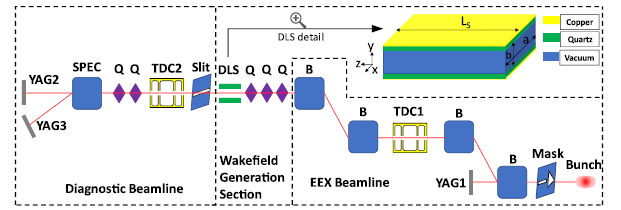 DLS detail
L_S
a
b
y
z
x
Copper
Quartz
Vacuum
YAG2
YAG3
SPEC
Q Q
TDC2
Slit
DLS
Q Q Q
B
B
TDC1
B
B
YAG1
Mask
Bunch
Diagnostic Beamline
Wakefield
Generation
Section
EEX Beamline